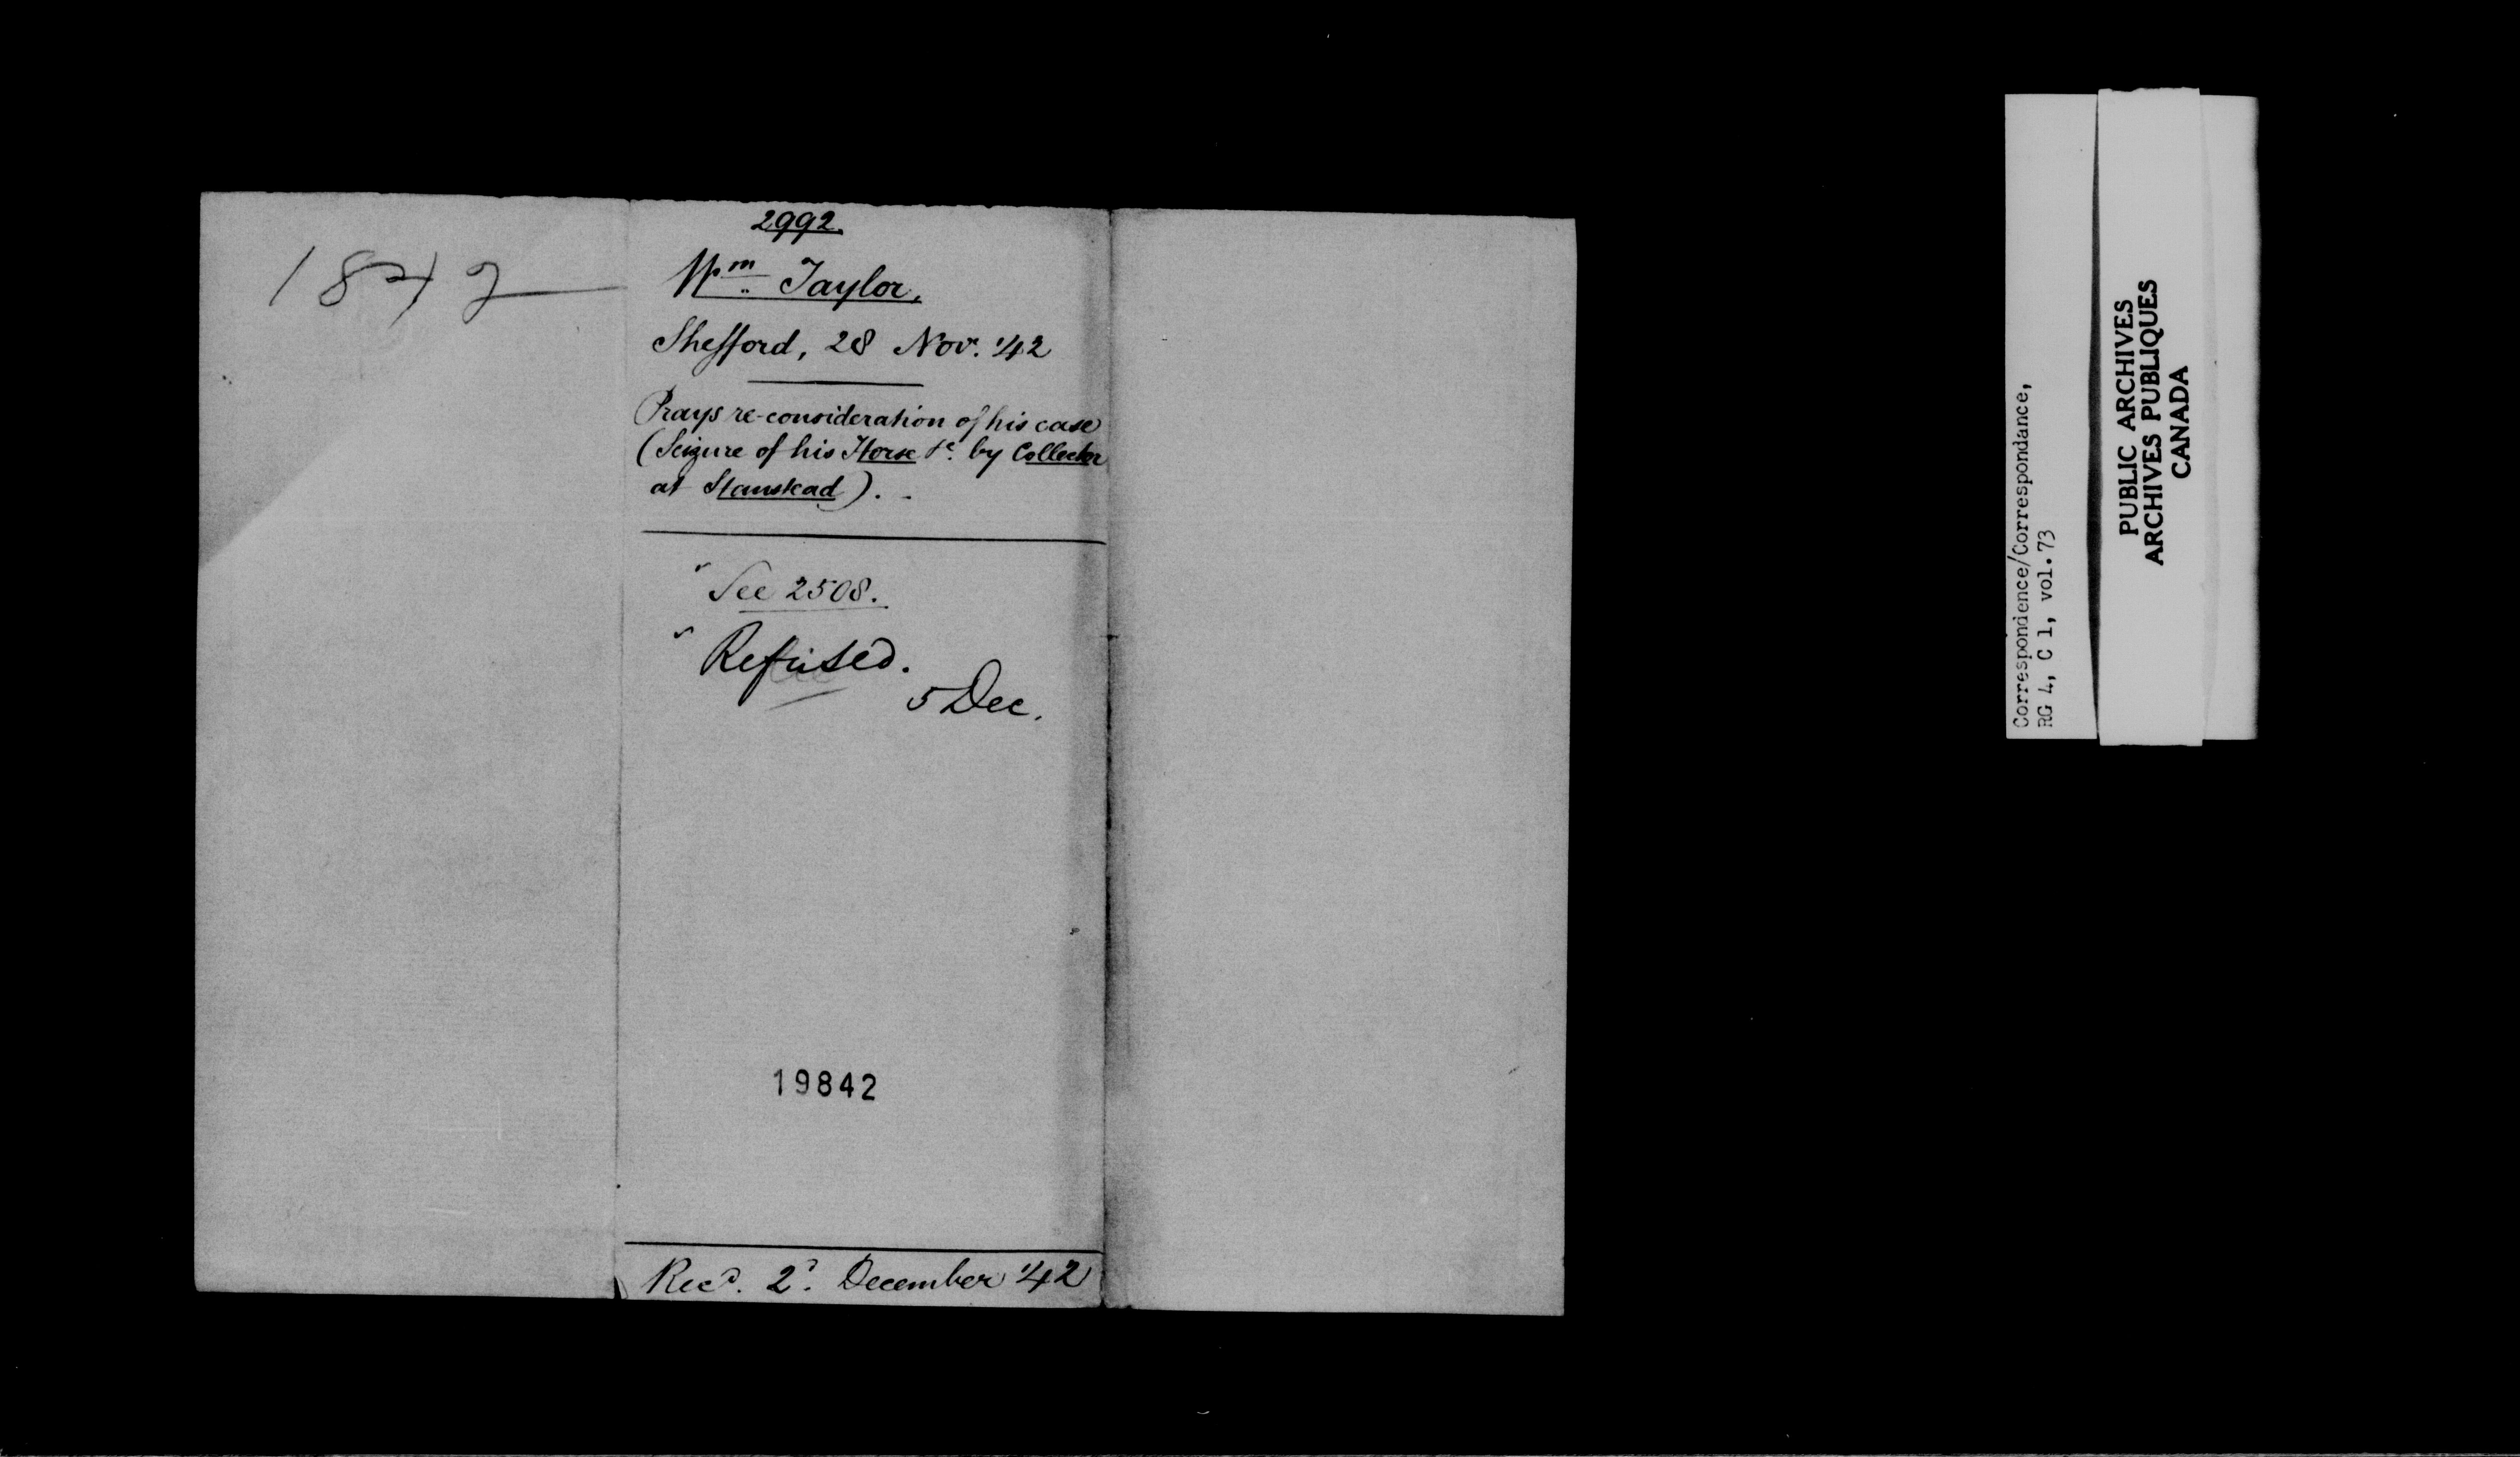 1842
2992.
Wm. Taylor,
Shefford, 28 Nov. '42
Prays re-consideration of his case
(Seizure of his Horse &c. by Collector
at Stanstead). -
See 2508.
Refused.
5 Dec.
19842
Recd. 2d. December '42
Correspondence/Correspondance,
RG 4, C 1, vol. 73
PUBLIC ARCHIVES
ARCHIVES PUBLIQUES
CANADA